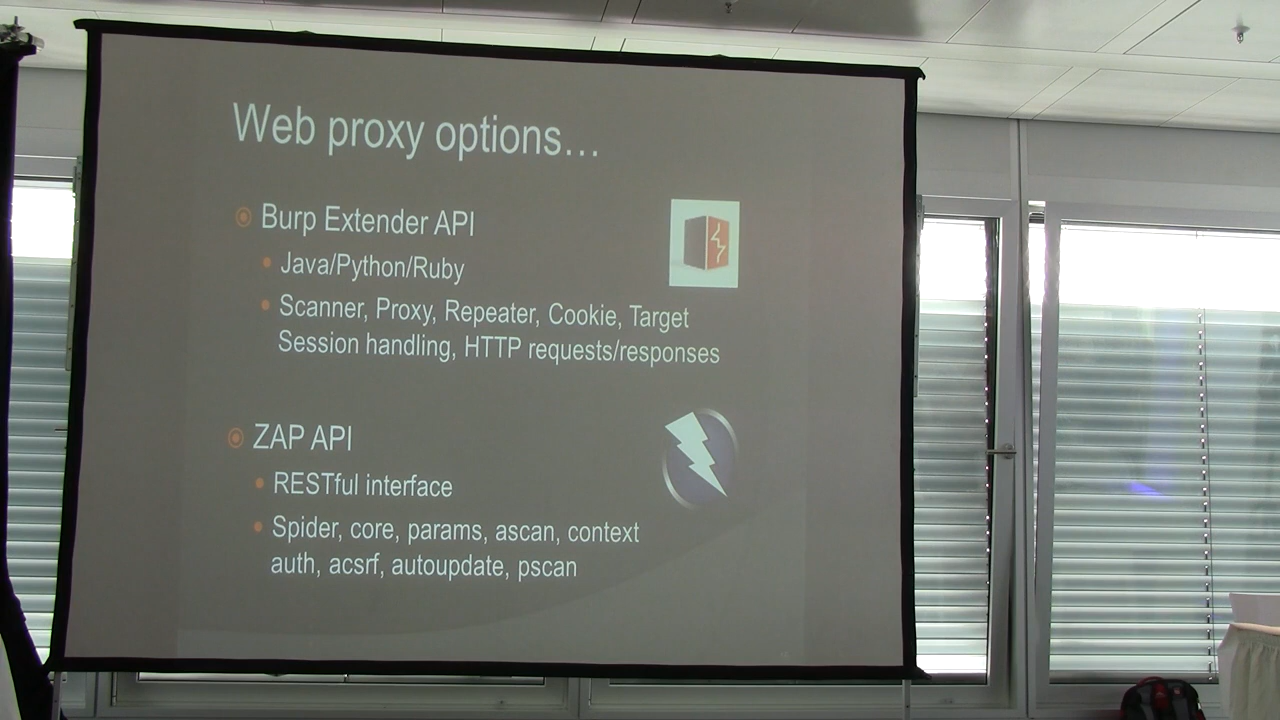 Web proxy options…
Burp Extender API
Java/Python/Ruby
Scanner, Proxy, Repeater, Cookie, Target
Session handling, HTTP requests/responses
ZAP API
RESTful interface
Spider, core, params, ascan, context
auth, acsrf, autoupdate, pscan